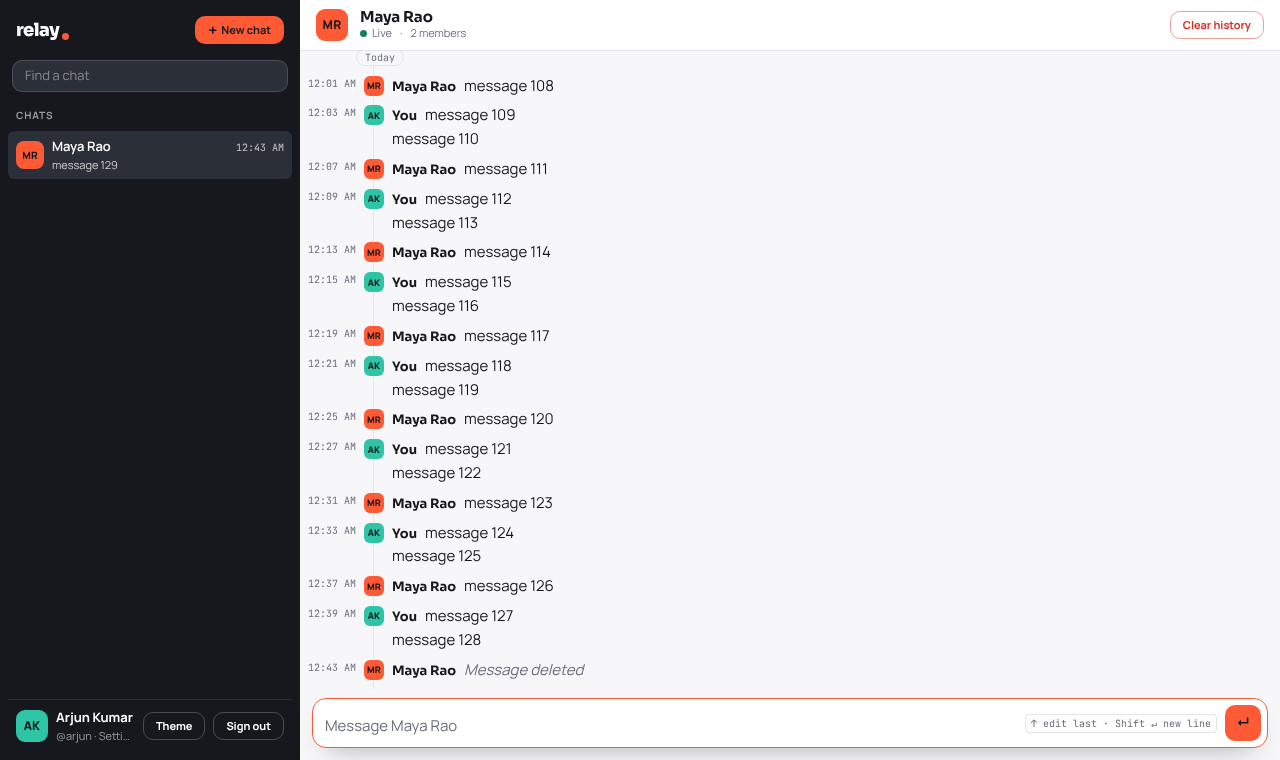 relay.
+ New chat
Find a chat
CHATS
MR
Maya Rao
12:43 AM
message 129
AK
Arjun Kumar
@arjun · Setti…
Theme
Sign out
MR
Maya Rao
Live · 2 members
Clear history
Today
12:01 AM MR Maya Rao message 108
12:03 AM AK You message 109
message 110
12:07 AM MR Maya Rao message 111
12:09 AM AK You message 112
message 113
12:13 AM MR Maya Rao message 114
12:15 AM AK You message 115
message 116
12:19 AM MR Maya Rao message 117
12:21 AM AK You message 118
message 119
12:25 AM MR Maya Rao message 120
12:27 AM AK You message 121
message 122
12:31 AM MR Maya Rao message 123
12:33 AM AK You message 124
message 125
12:37 AM MR Maya Rao message 126
12:39 AM AK You message 127
message 128
12:43 AM MR Maya Rao Message deleted
Message Maya Rao
↑ edit last · Shift ↵ new line
↵